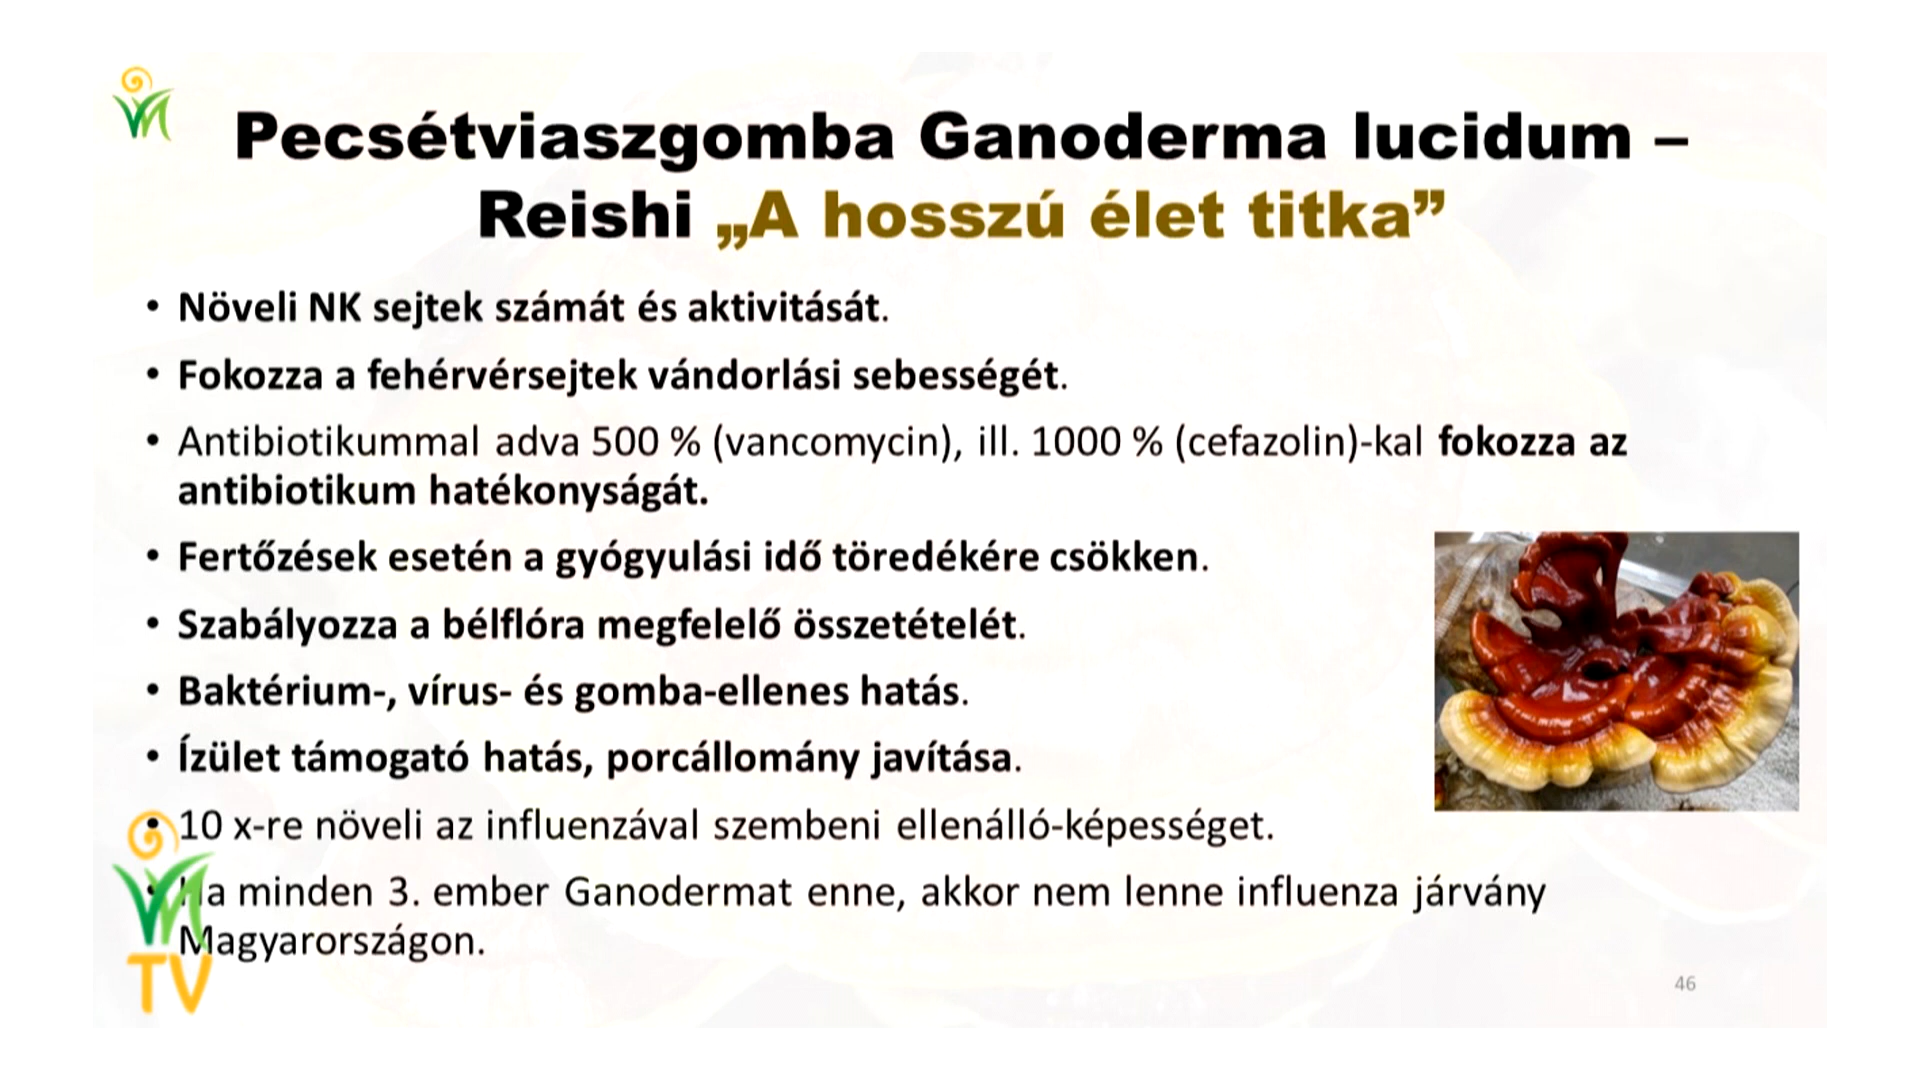 Pecsétviaszgomba Ganoderma lucidum –
Reishi „A hosszú élet titka”
• Növeli NK sejtek számát és aktivitását.
• Fokozza a fehérvérsejtek vándorlási sebességét.
• Antibiotikummal adva 500 % (vancomycin), ill. 1000 % (cefazolin)-kal fokozza az
antibiotikum hatékonyságát.
• Fertőzések esetén a gyógyulási idő töredékére csökken.
• Szabályozza a bélflóra megfelelő összetételét.
• Baktérium-, vírus- és gomba-ellenes hatás.
• Ízület támogató hatás, porcállomány javítása.
• 10 x-re növeli az influenzával szembeni ellenálló-képességet.
• Ha minden 3. ember Ganodermat enne, akkor nem lenne influenza járvány
Magyarországon.
TV
46